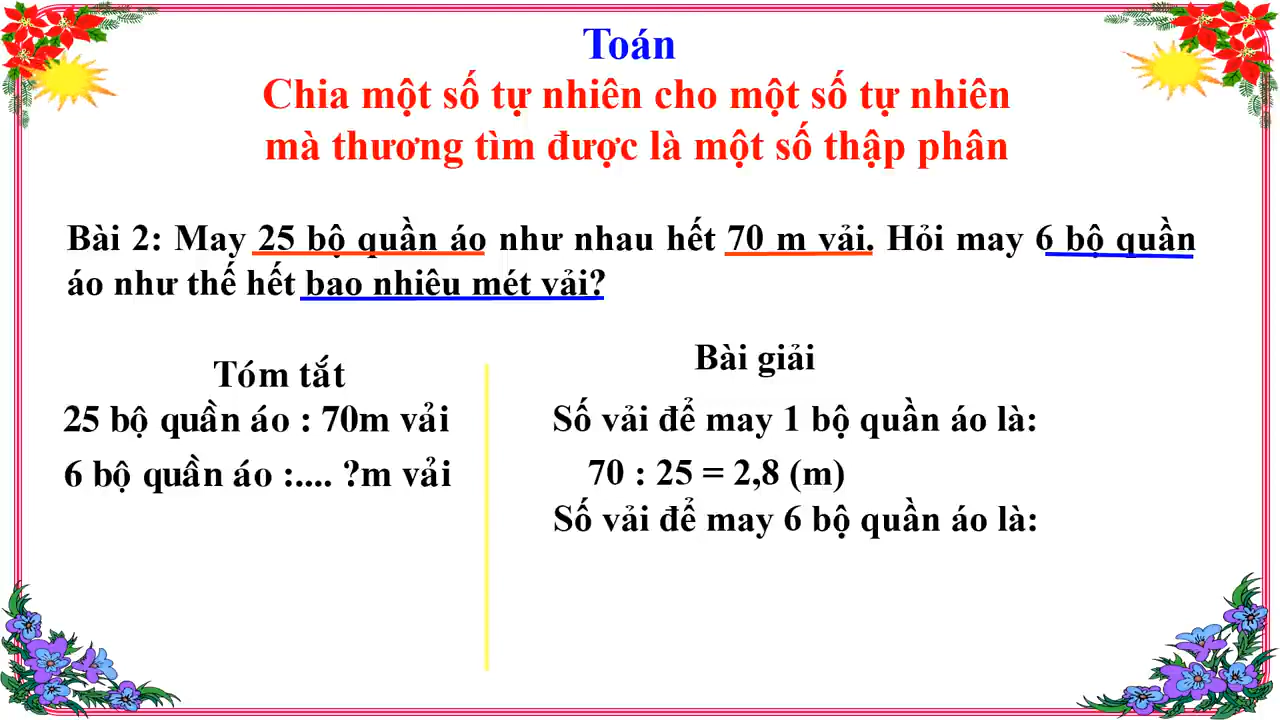 Toán
Chia một số tự nhiên cho một số tự nhiên
mà thương tìm được là một số thập phân
Bài 2: May 25 bộ quần áo như nhau hết 70 m vải. Hỏi may 6 bộ quần
áo như thế hết bao nhiêu mét vải?
Tóm tắt
25 bộ quần áo : 70m vải
6 bộ quần áo :.... ?m vải
Bài giải
Số vải để may 1 bộ quần áo là:
70 : 25 = 2,8 (m)
Số vải để may 6 bộ quần áo là: